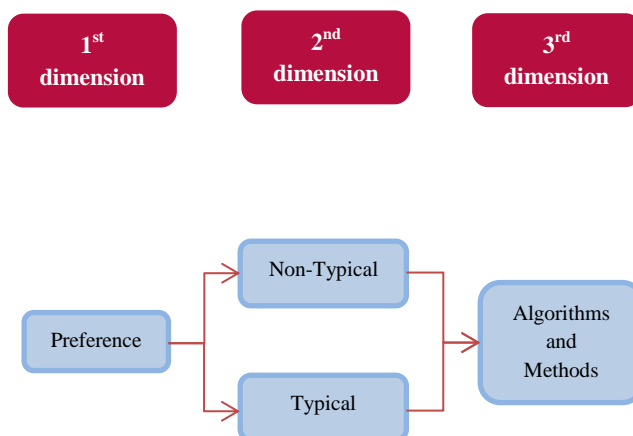 1st
dimension
2nd
dimension
3rd
dimension
Non-Typical
Preference
Algorithms
and
Methods
Typical